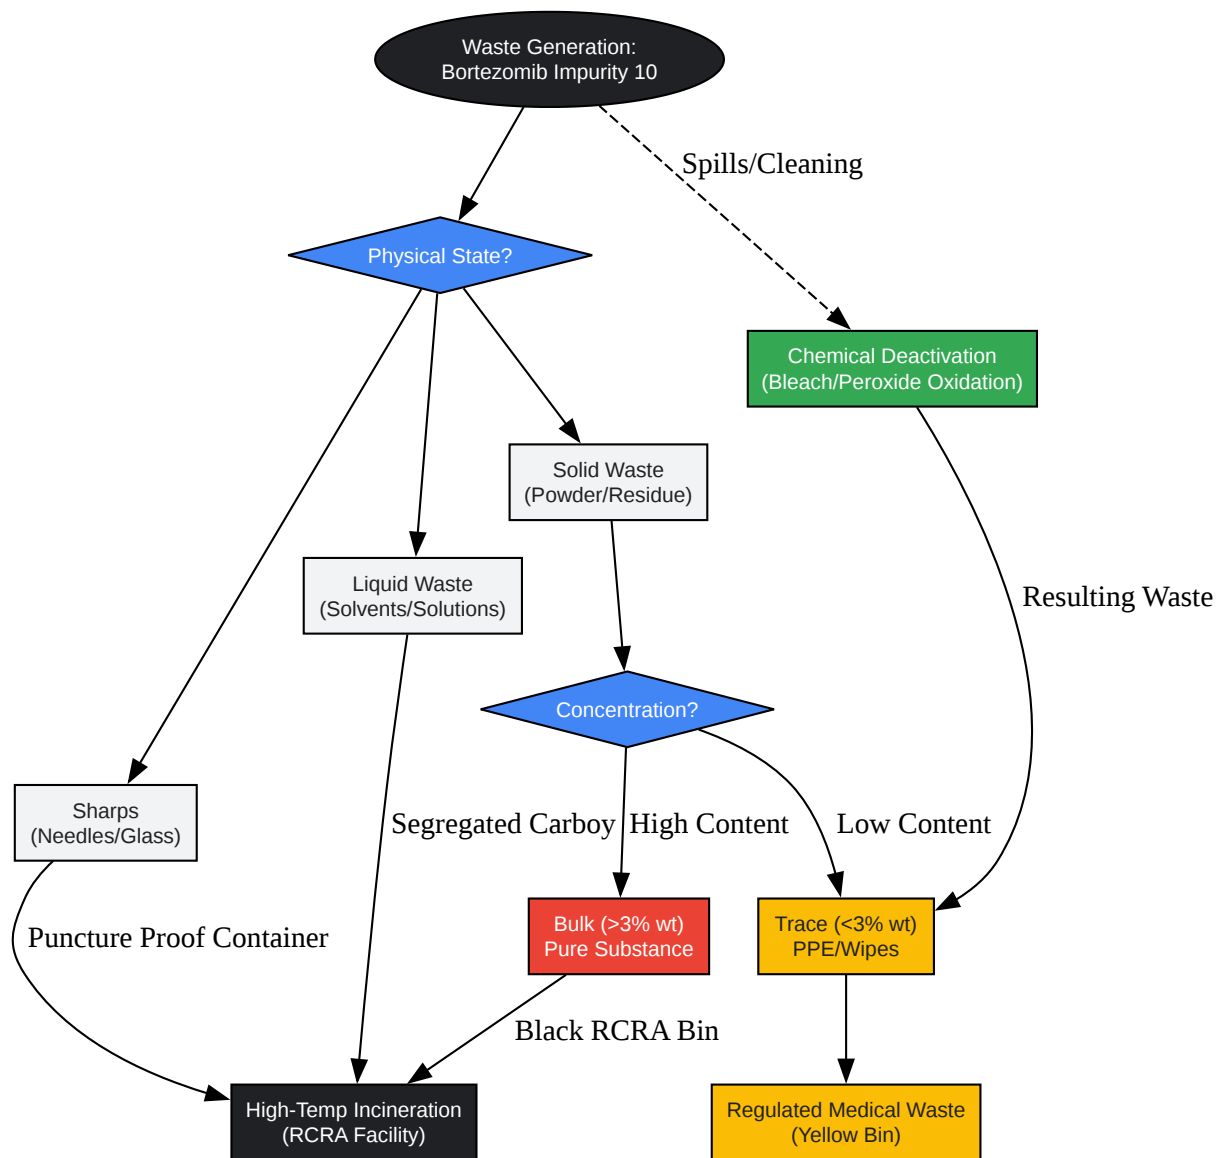 Waste Generation:
Bortezomib Impurity 10
Spills/Cleaning
Physical State?
Chemical Deactivation
(Bleach/Peroxide Oxidation)
Solid Waste
(Powder/Residue)
Liquid Waste
(Solvents/Solutions)
Resulting Waste
Concentration?
Sharps
(Needles/Glass)
Segregated Carboy
High Content
Low Content
Puncture Proof Container
Bulk (>3% wt)
Pure Substance
Trace (<3% wt)
PPE/Wipes
Black RCRA Bin
High-Temp Incineration
(RCRA Facility)
Regulated Medical Waste
(Yellow Bin)